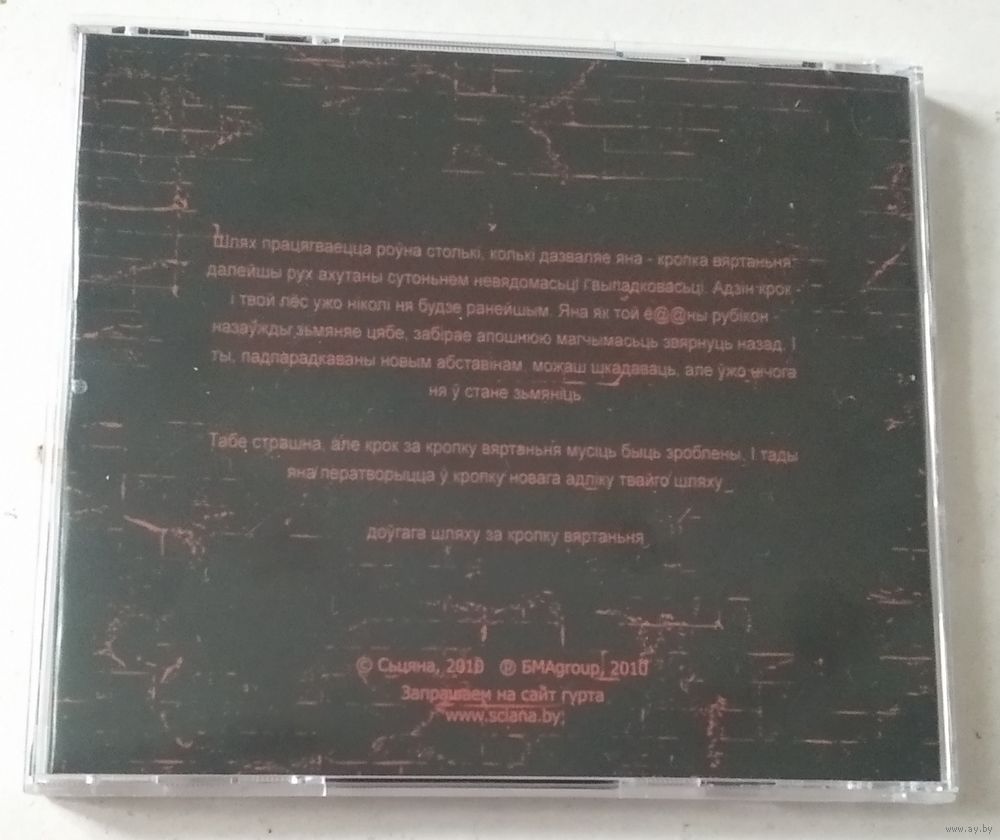 Шлях працягваецца роўна столькі, колькі дазваляе яна - кропка вяртаньня:
далейшы рух ахутаны сутоньнем невядомасьці і выпадковасьці. Адзін крок -
і твой лёс ужо ніколі ня будзе ранейшым. Яна як той ё@@ны рубікон -
назаўжды зьмяняе цябе, забірае апошнюю магчымасьць звярнуць назад. І
ты, падпарадкаваны новым абставінам, можаш шкадаваць, але ўжо нічога
ня ў стане зьмяніць.
Табе страшна, але крок за кропку вяртаньня мусіць быць зроблены. І тады
яна ператворыцца ў кропку новага адліку твайго шляху_
доўгага шляху за кропку вяртаньня
© Сьцяна, 2010 ℗ БМАgroup, 2010
Запрашаем на сайт гурта
www.sciana.by
www.ay.by